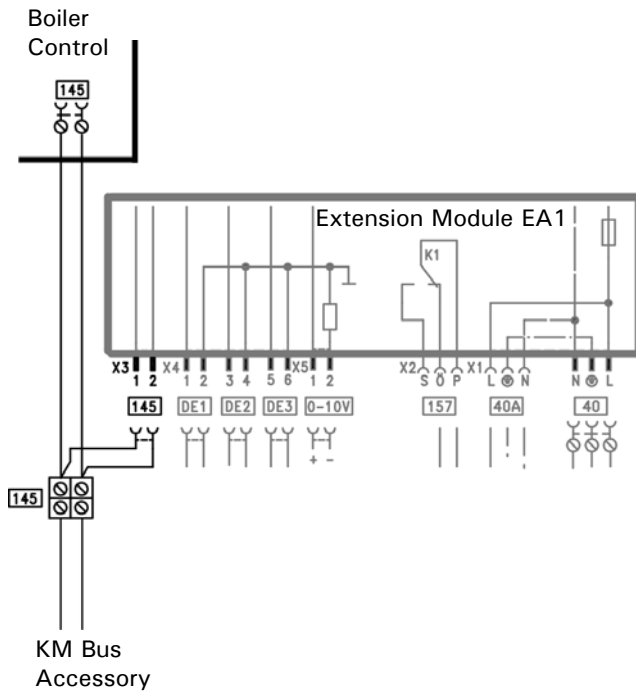 Boiler
Control
145
Extension Module EA1
K1
X3 X4 X5 X2 X1
1 2 1 2 3 4 5 6 1 2 S Ö P L N N L
145 DE1 DE2 DE3 0-10V 157 40A 40
+ -
145
KM Bus
Accessory